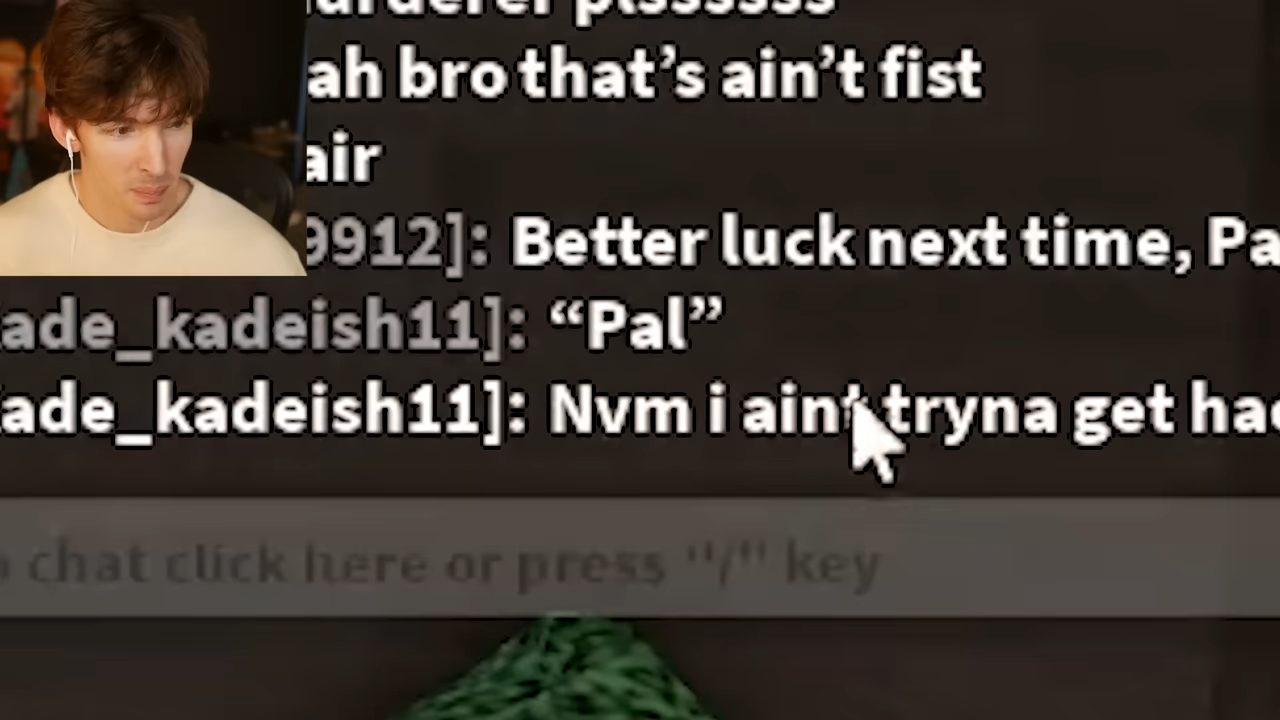 plssssss
ah bro that’s ain’t fist
air
9912]: Better luck next time, Pa
ade_kadeish11]: “Pal”
ade_kadeish11]: Nvm i ain't tryna get
chat click here or press "/" key